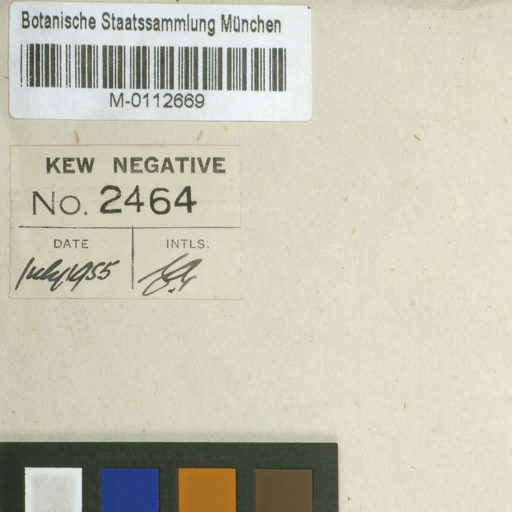 Botanische Staatssammlung München
M-0112669
KEW NEGATIVE
No. 2464
DATE INTLS.
July 1955